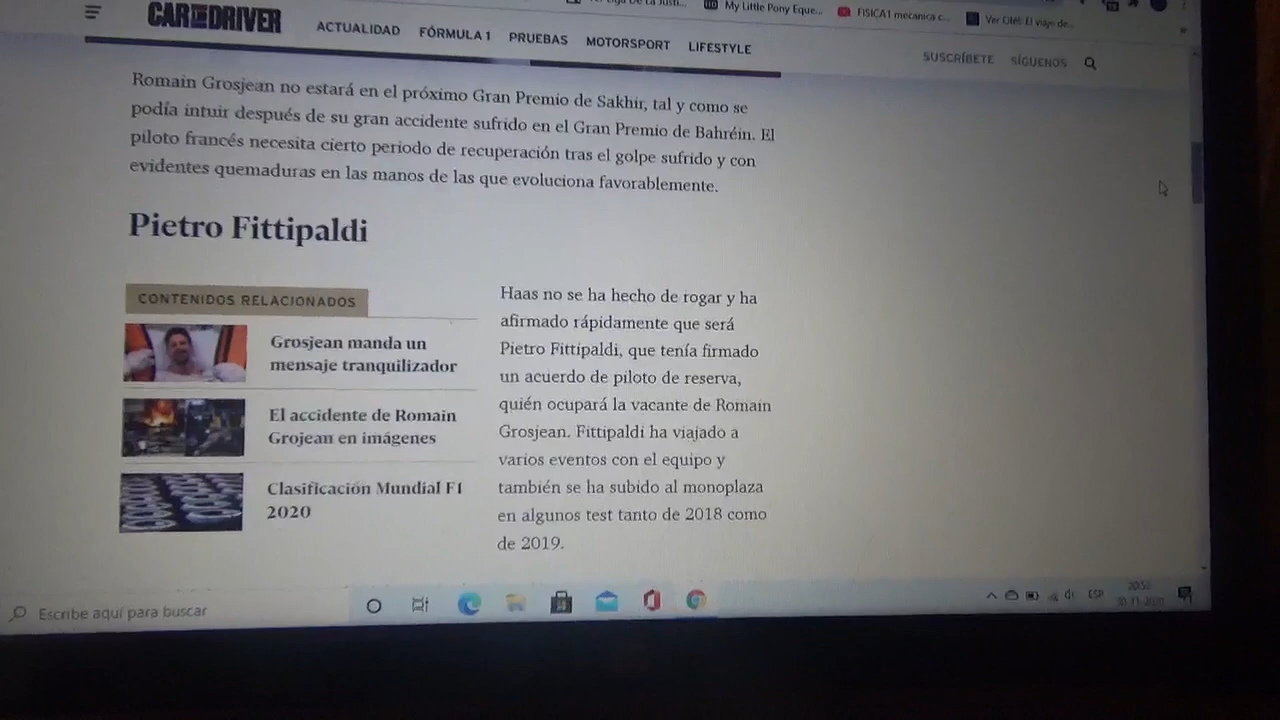 My Little Pony Eque...
FISICA1 mecanica c...
CAR AND DRIVER
ACTUALIDAD FÓRMULA 1 PRUEBAS MOTORSPORT LIFESTYLE
SUSCRÍBETE SÍGUENOS
Romain Grosjean no estará en el próximo Gran Premio de Sakhir, tal y como se
podía intuir después de su gran accidente sufrido en el Gran Premio de Bahréin. El
piloto francés necesita cierto periodo de recuperación tras el golpe sufrido y con
evidentes quemaduras en las manos de las que evoluciona favorablemente.
Pietro Fittipaldi
CONTENIDOS RELACIONADOS
Grosjean manda un
mensaje tranquilizador
El accidente de Romain
Grojean en imágenes
Clasificación Mundial F1
2020
Haas no se ha hecho de rogar y ha
afirmado rápidamente que será
Pietro Fittipaldi, que tenía firmado
un acuerdo de piloto de reserva,
quién ocupará la vacante de Romain
Grosjean. Fittipaldi ha viajado a
varios eventos con el equipo y
también se ha subido al monoplaza
en algunos test tanto de 2018 como
de 2019.
Escribe aquí para buscar
ESP
30-11-2020